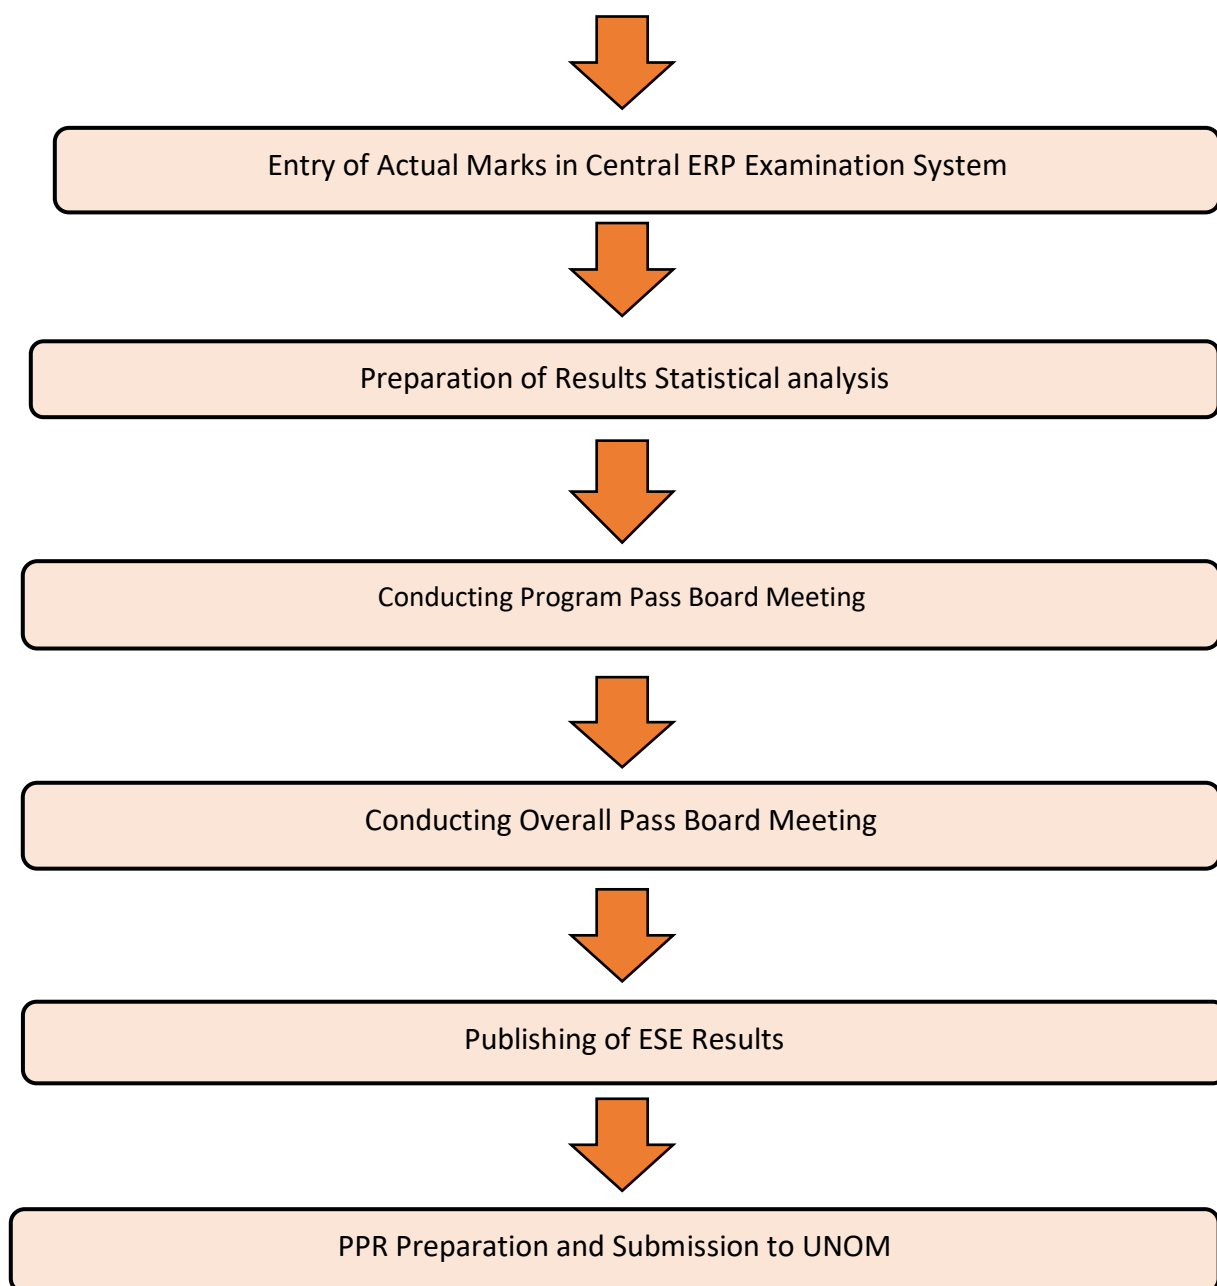 Entry of Actual Marks in Central ERP Examination System
Preparation of Results Statistical analysis
Conducting Program Pass Board Meeting
Conducting Overall Pass Board Meeting
Publishing of ESE Results
PPR Preparation and Submission to UNOM